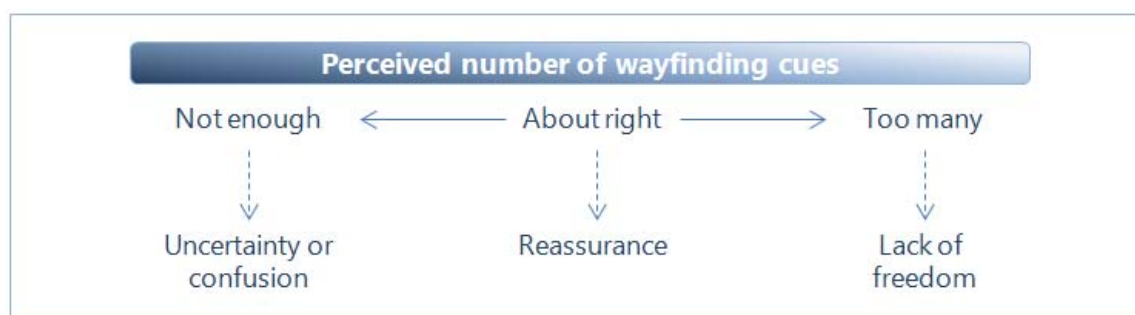 Perceived number of wayfinding cues
Not enough
About right
Too many
Uncertainty or
confusion
Reassurance
Lack of
freedom